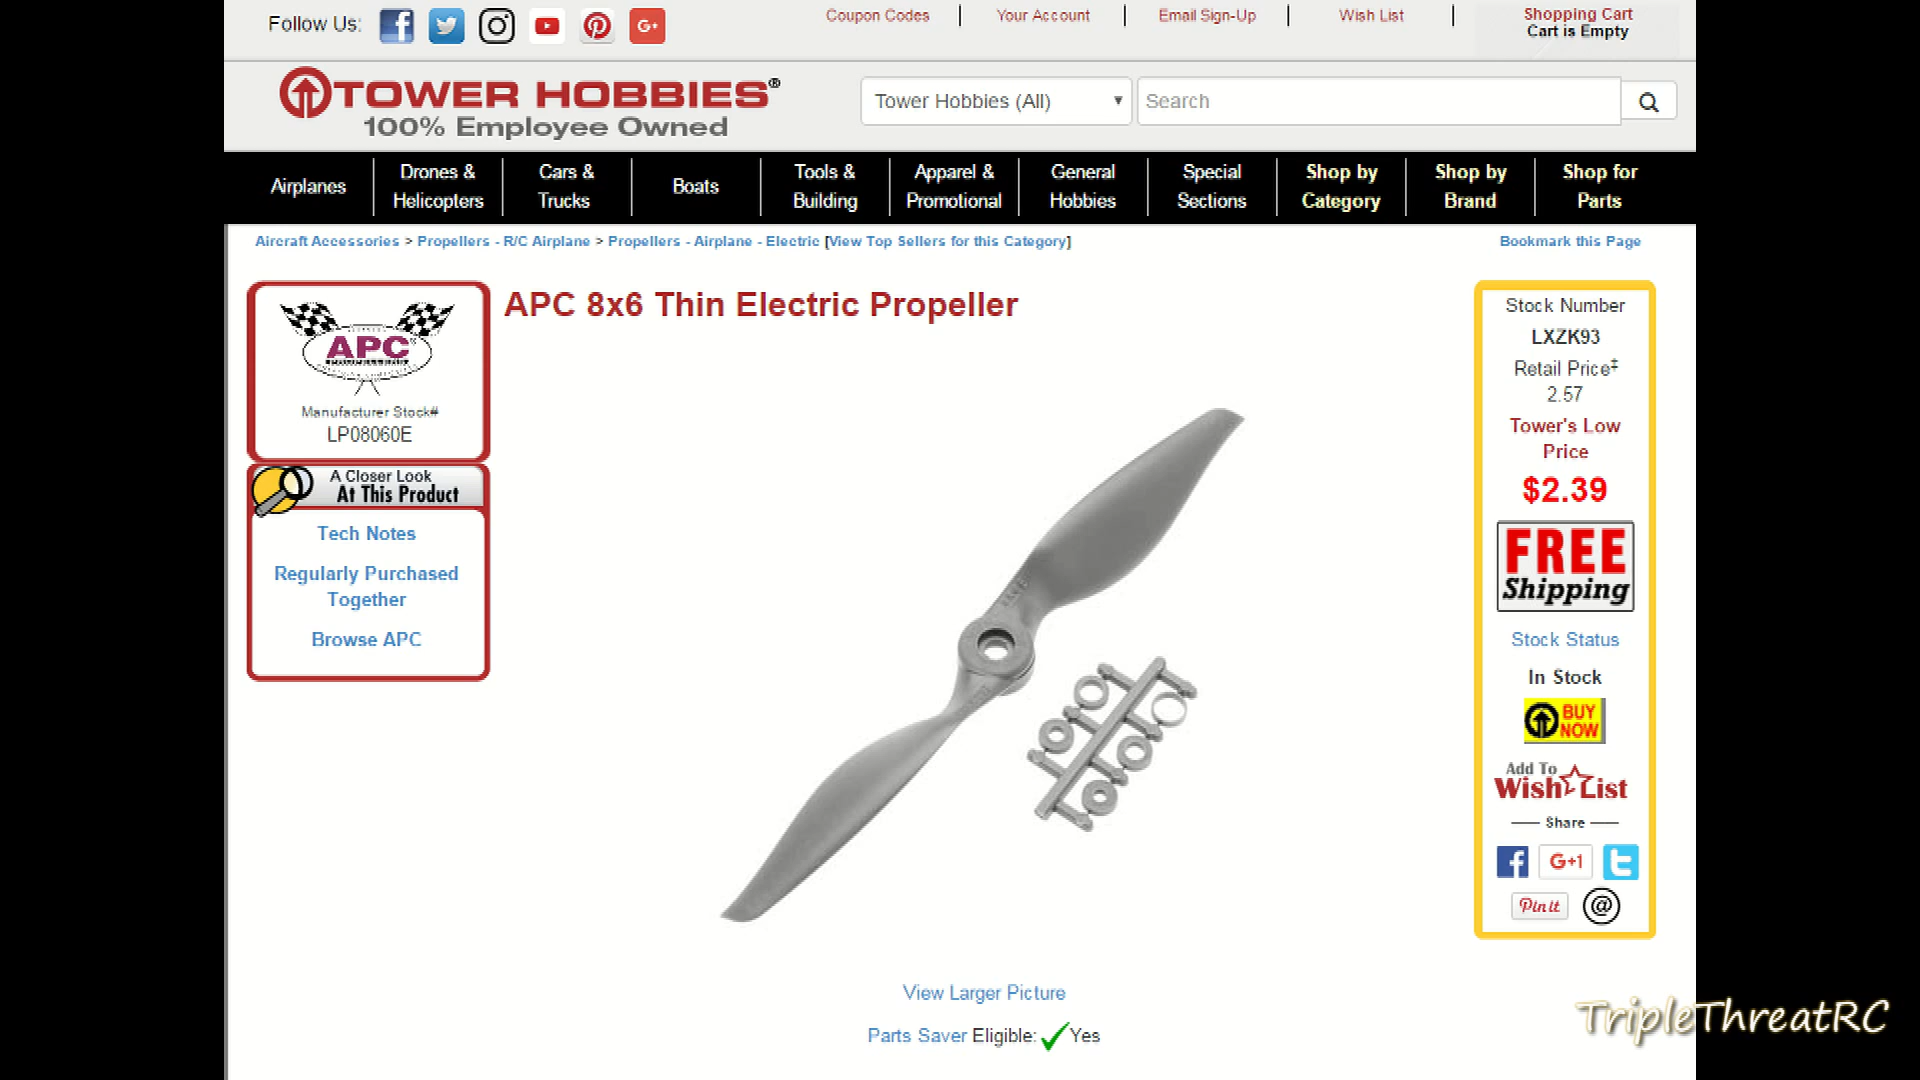 Follow Us:
Coupon Codes
Your Account
Email Sign-Up
Wish List
Shopping Cart
Cart is Empty
TOWER HOBBIES®
100% Employee Owned
Tower Hobbies (All)
Search
Airplanes
Drones & Helicopters
Cars & Trucks
Boats
Tools & Building
Apparel & Promotional
General Hobbies
Special Sections
Shop by Category
Shop by Brand
Shop for Parts
Aircraft Accessories > Propellers - R/C Airplane > Propellers - Airplane - Electric [View Top Sellers for this Category]
Bookmark this Page
APC
PROPELLERS
Manufacturer Stock#
LP08060E
A Closer Look
At This Product
Tech Notes
Regularly Purchased
Together
Browse APC
APC 8x6 Thin Electric Propeller
View Larger Picture
Parts Saver Eligible: Yes
Stock Number
LXZK93
Retail Price‡
2.57
Tower's Low
Price
$2.39
FREE
Shipping
Stock Status
In Stock
BUY
NOW
Add To
Wish List
Share
G+1
Pin it
@
TripleThreatRC